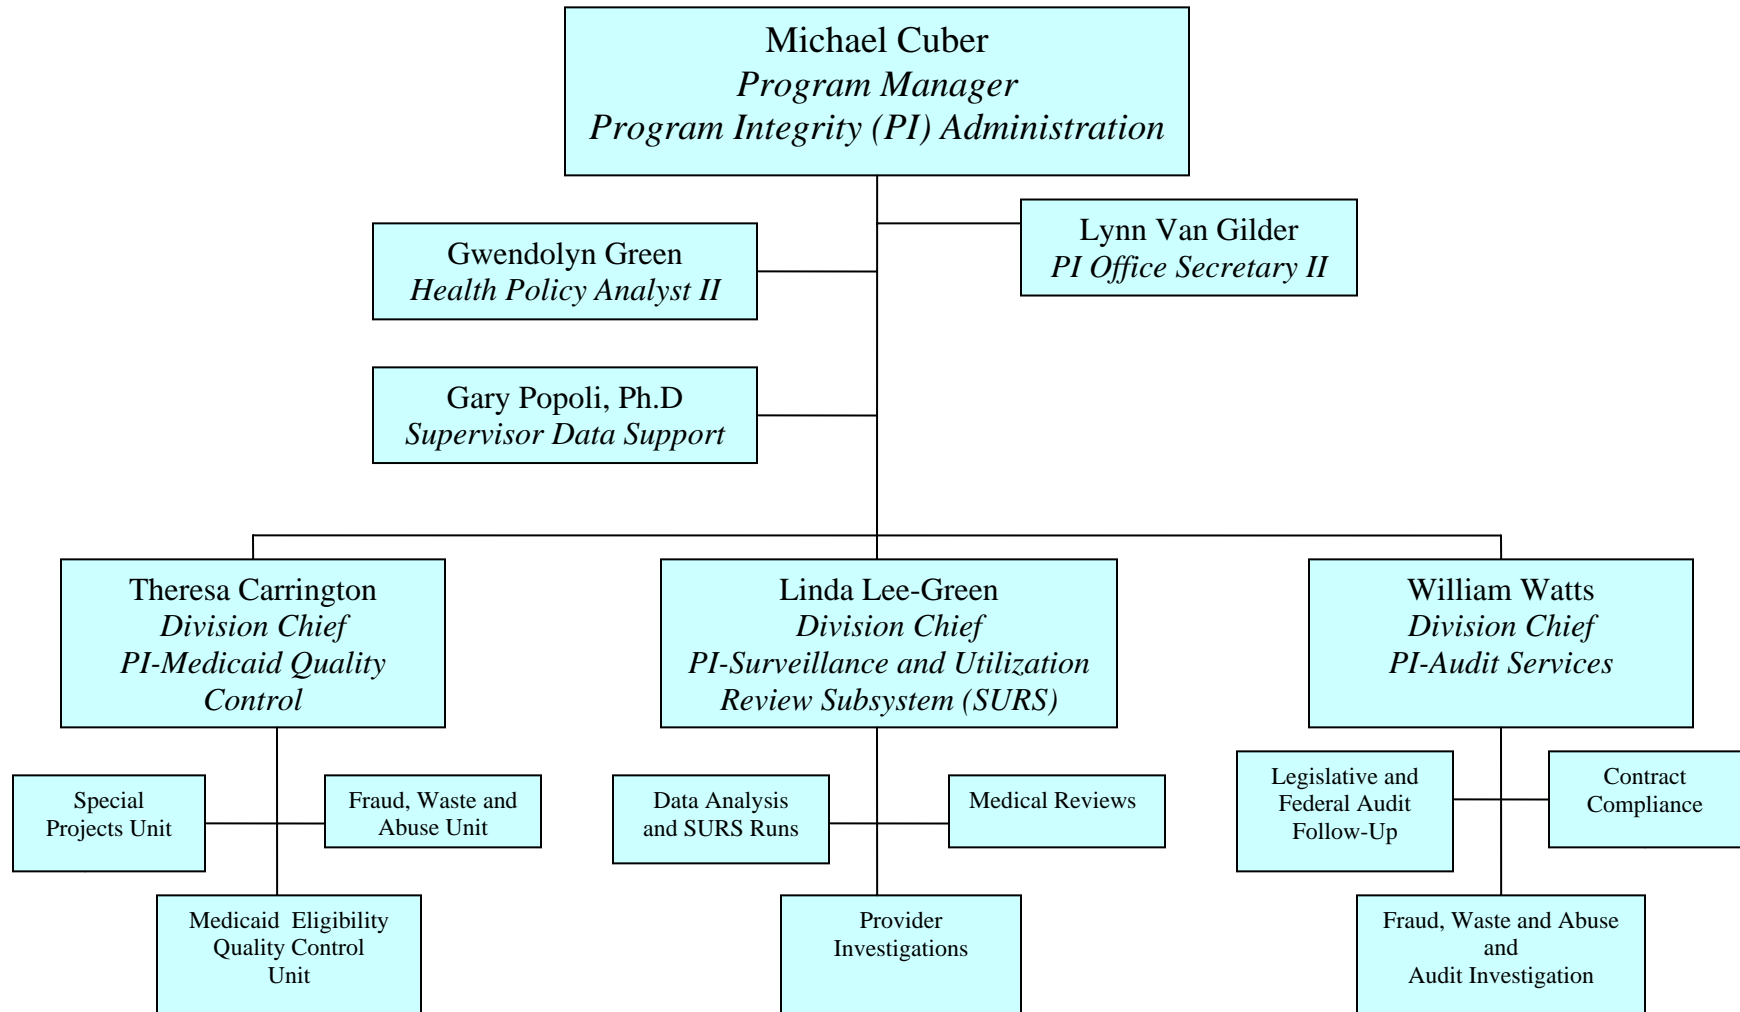 Michael Cuber
Program Manager
Program Integrity (PI) Administration
Lynn Van Gilder
PI Office Secretary II
Gwendolyn Green
Health Policy Analyst II
Gary Popoli, Ph.D
Supervisor Data Support
Theresa Carrington
Division Chief
PI-Medicaid Quality
Control
Linda Lee-Green
Division Chief
PI-Surveillance and Utilization
Review Subsystem (SURS)
William Watts
Division Chief
PI-Audit Services
Special
Projects Unit
Fraud, Waste and
Abuse Unit
Medicaid  Eligibility
Quality Control
Unit
Data Analysis
and SURS Runs
Medical Reviews
Provider
Investigations
Legislative and
Federal Audit
Follow-Up
Contract
Compliance
Fraud, Waste and Abuse
and
Audit Investigation